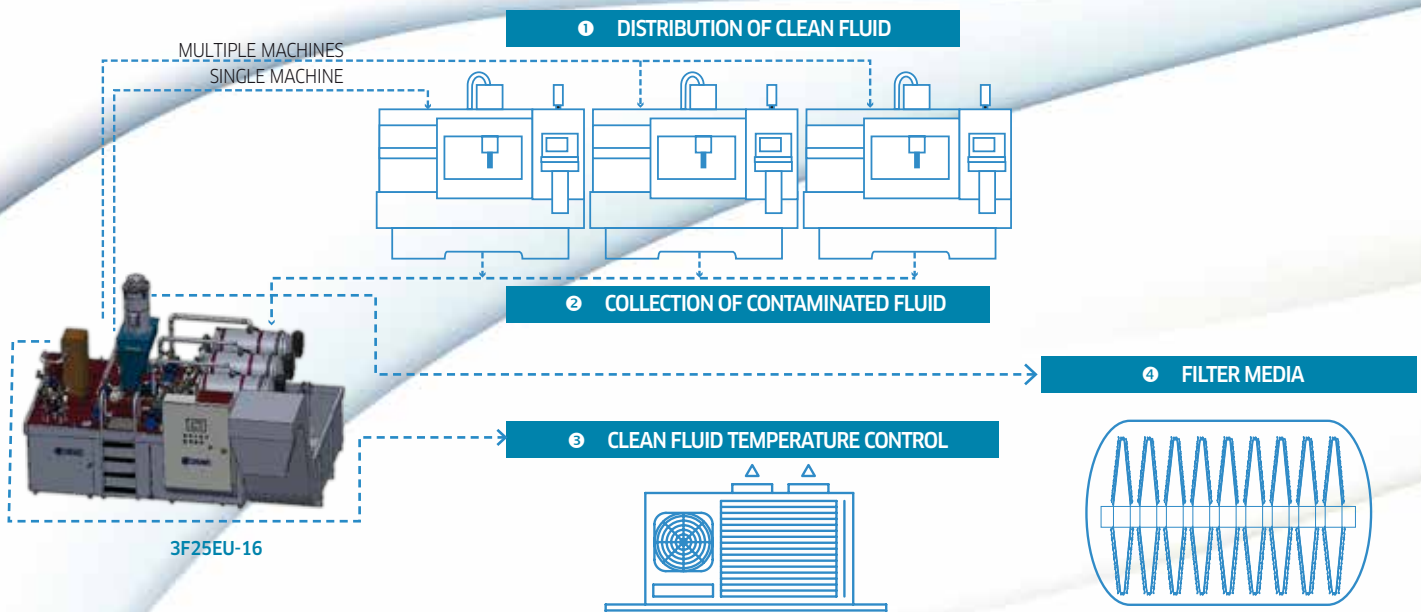 ❶ DISTRIBUTION OF CLEAN FLUID
MULTIPLE MACHINES
SINGLE MACHINE
❷ COLLECTION OF CONTAMINATED FLUID
❹ FILTER MEDIA
❸ CLEAN FLUID TEMPERATURE CONTROL
3F25EU-16